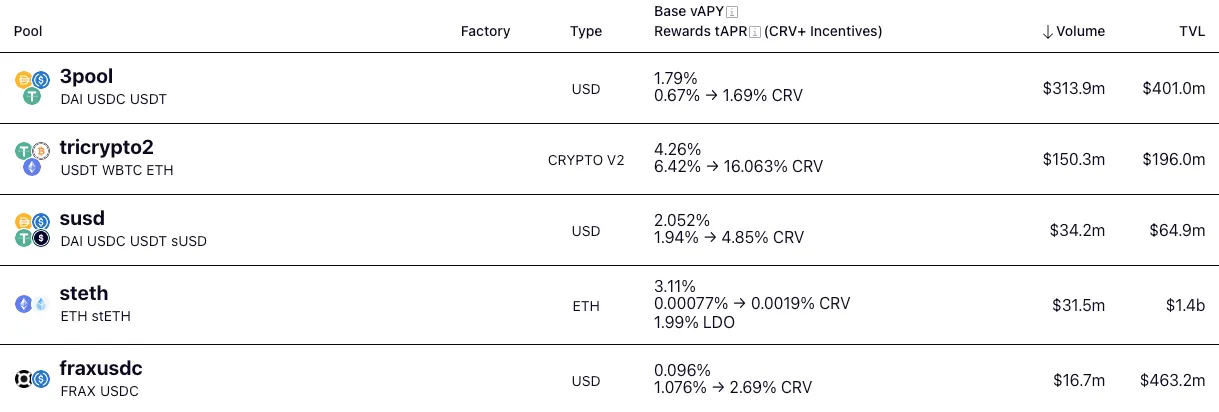 Pool Factory Type Base vAPY
Rewards tAPR (CRV+ Incentives) ↓ Volume TVL
3pool
DAI USDC USDT USD 1.79%
0.67% → 1.69% CRV $313.9m $401.0m
tricrypto2
USDT WBTC ETH CRYPTO V2 4.26%
6.42% → 16.063% CRV $150.3m $196.0m
susd
DAI USDC USDT sUSD USD 2.052%
1.94% → 4.85% CRV $34.2m $64.9m
steth
ETH stETH ETH 3.11%
0.00077% → 0.0019% CRV
1.99% LDO $31.5m $1.4b
fraxusdc
FRAX USDC USD 0.096%
1.076% → 2.69% CRV $16.7m $463.2m